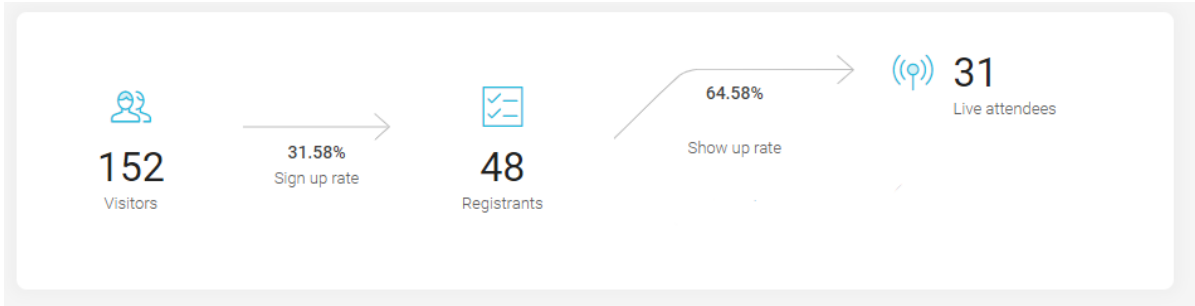 152
Visitors
31.58%
Sign up rate
48
Registrants
64.58%
Show up rate
31
Live attendees